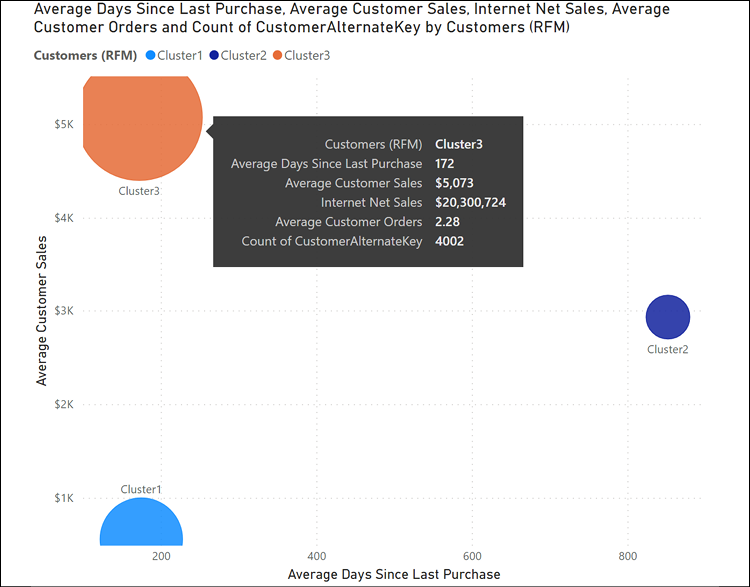 Average Days Since Last Purchase, Average Customer Sales, Internet Net Sales, Average
Customer Orders and Count of CustomerAlternateKey by Customers (RFM)
Customers (RFM) Cluster1 Cluster2 Cluster3
$5K
$4K
$3K
$2K
$1K
Average Customer Sales
Cluster3
Customers (RFM) Cluster3
Average Days Since Last Purchase 172
Average Customer Sales $5,073
Internet Net Sales $20,300,724
Average Customer Orders 2.28
Count of CustomerAlternateKey 4002
Cluster2
Cluster1
200 400 600 800
Average Days Since Last Purchase